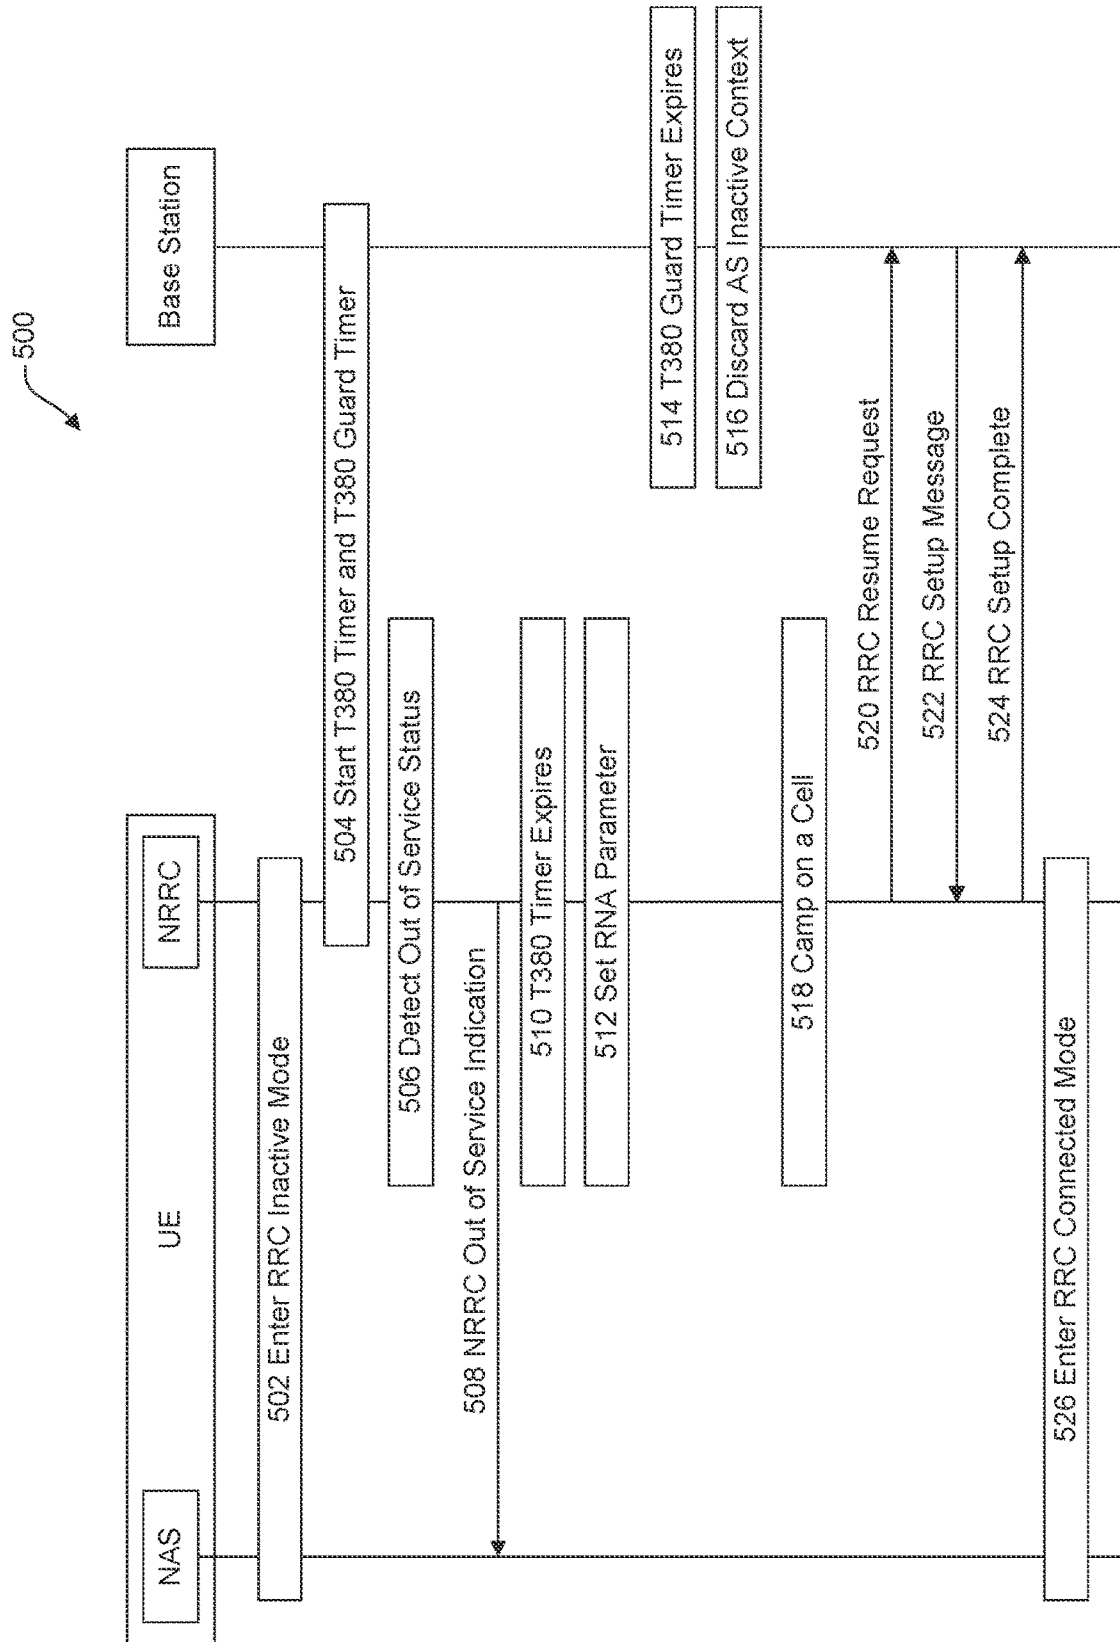 500
UE
NAS
NRRC
Base Station
502 Enter RRC Inactive Mode
504 Start T380 Timer and T380 Guard Timer
506 Detect Out of Service Status
508 NRRC Out of Service Indication
510 T380 Timer Expires
512 Set RNA Parameter
514 T380 Guard Timer Expires
516 Discard AS Inactive Context
518 Camp on a Cell
520 RRC Resume Request
522 RRC Setup Message
524 RRC Setup Complete
526 Enter RRC Connected Mode